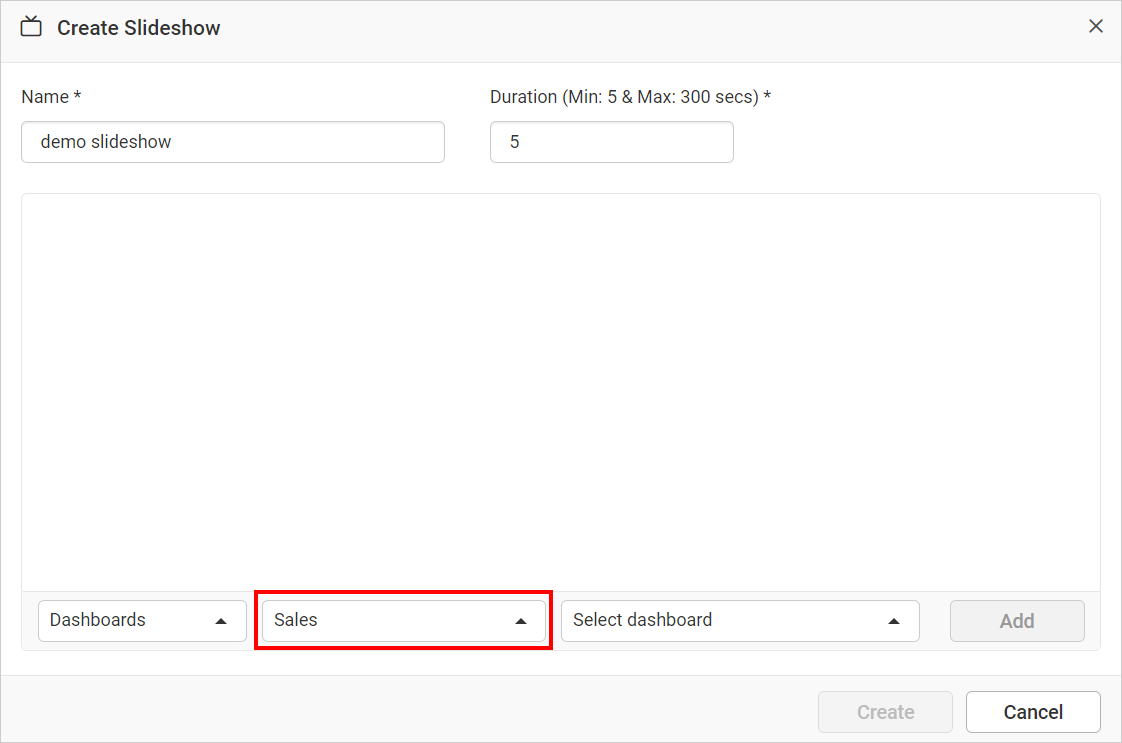 Create Slideshow
Name * Duration (Min: 5 & Max: 300 secs) *
demo slideshow 5
Dashboards Sales Select dashboard Add
Create Cancel